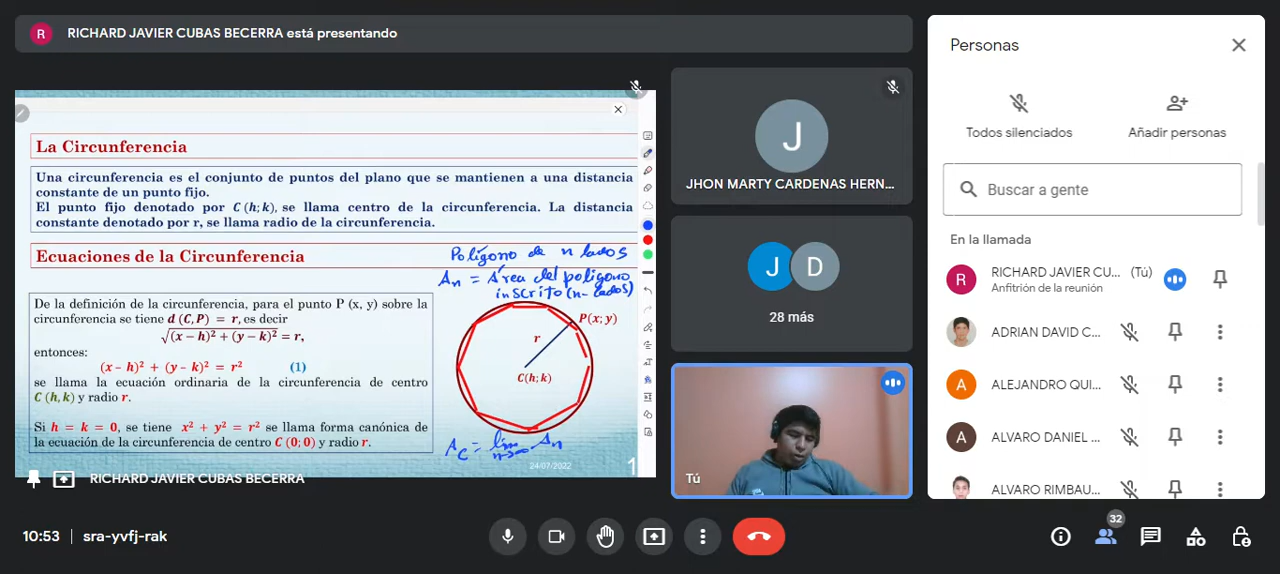 RICHARD JAVIER CUBAS BECERRA está presentando
La Circunferencia
Una circunferencia es el conjunto de puntos del plano que se mantienen a una distancia
constante de un punto fijo.
El punto fijo denotado por C(h; k), se llama centro de la circunferencia. La distancia
constante denotado por r, se llama radio de la circunferencia.
Ecuaciones de la Circunferencia
Polígono de n lados
An = Área del polígono
inscrito (n-lados)
De la definición de la circunferencia, para el punto P (x, y) sobre la
circunferencia se tiene d (C, P) = r, es decir
√(x − h)² + (y − k)² = r,
entonces:
(x − h)² + (y − k)² = r² (1)
se llama la ecuación ordinaria de la circunferencia de centro
C (h, k) y radio r.
Si h = k = 0, se tiene x² + y² = r² se llama forma canónica de
la ecuación de la circunferencia de centro C (0; 0) y radio r.
P(x; y)
r
C(h; k)
Ac = lim An
n→∞
24/07/2022
1
RICHARD JAVIER CUBAS BECERRA
J
JHON MARTY CARDENAS HERN...
J D
28 más
Tú
Personas
Todos silenciados
Añadir personas
Buscar a gente
En la llamada
R
RICHARD JAVIER CU... (Tú)
Anfitrión de la reunión
ADRIAN DAVID C...
A
ALEJANDRO QUI...
A
ALVARO DANIEL ...
ALVARO RIMBAU...
10:53 | sra-yvfj-rak
32